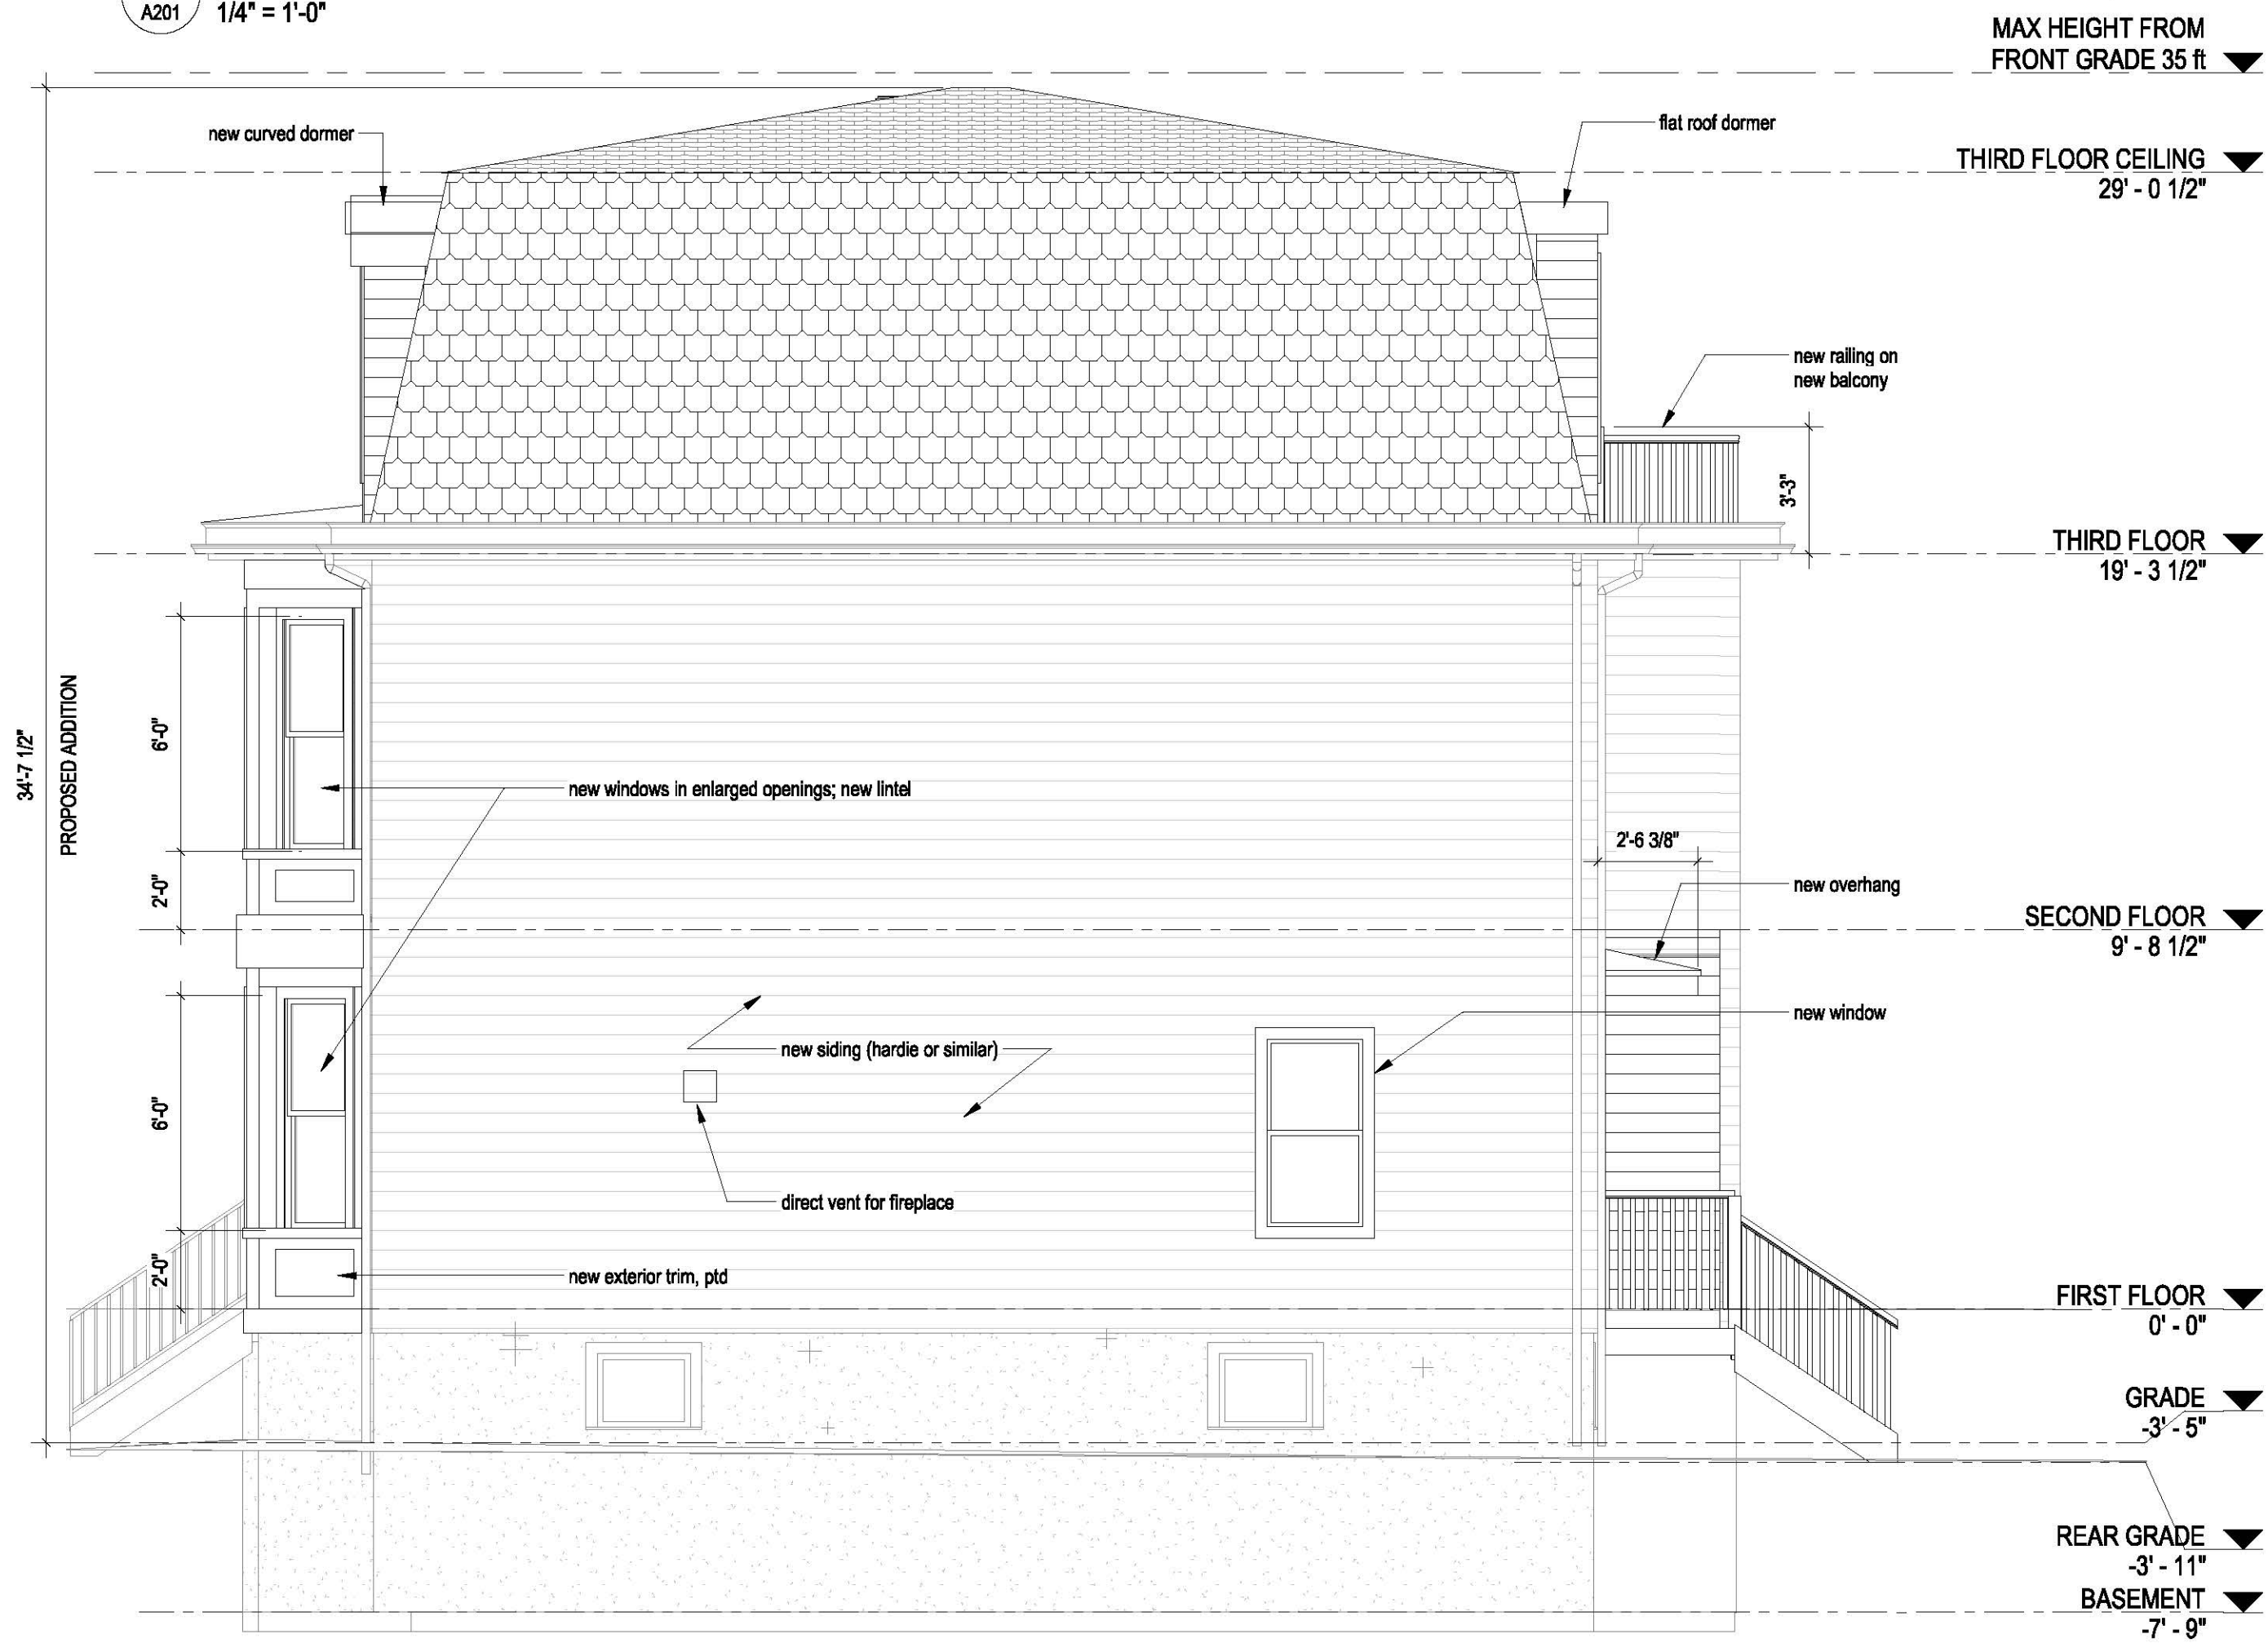 A201
1/4" = 1'-0"
MAX HEIGHT FROM
FRONT GRADE 35 ft
new curved dormer
flat roof dormer
THIRD FLOOR CEILING
29' - 0 1/2"
new railing on
new balcony
3'-3"
THIRD FLOOR
19' - 3 1/2"
34'-7 1/2"
PROPOSED ADDITION
6'-0"
new windows in enlarged openings; new lintel
2'-6 3/8"
2'-0"
new overhang
SECOND FLOOR
9' - 8 1/2"
new window
new siding (hardie or similar)
6'-0"
direct vent for fireplace
2'-0"
new exterior trim, ptd
FIRST FLOOR
0' - 0"
GRADE
-3' - 5"
REAR GRADE
-3' - 11"
BASEMENT
-7' - 9"